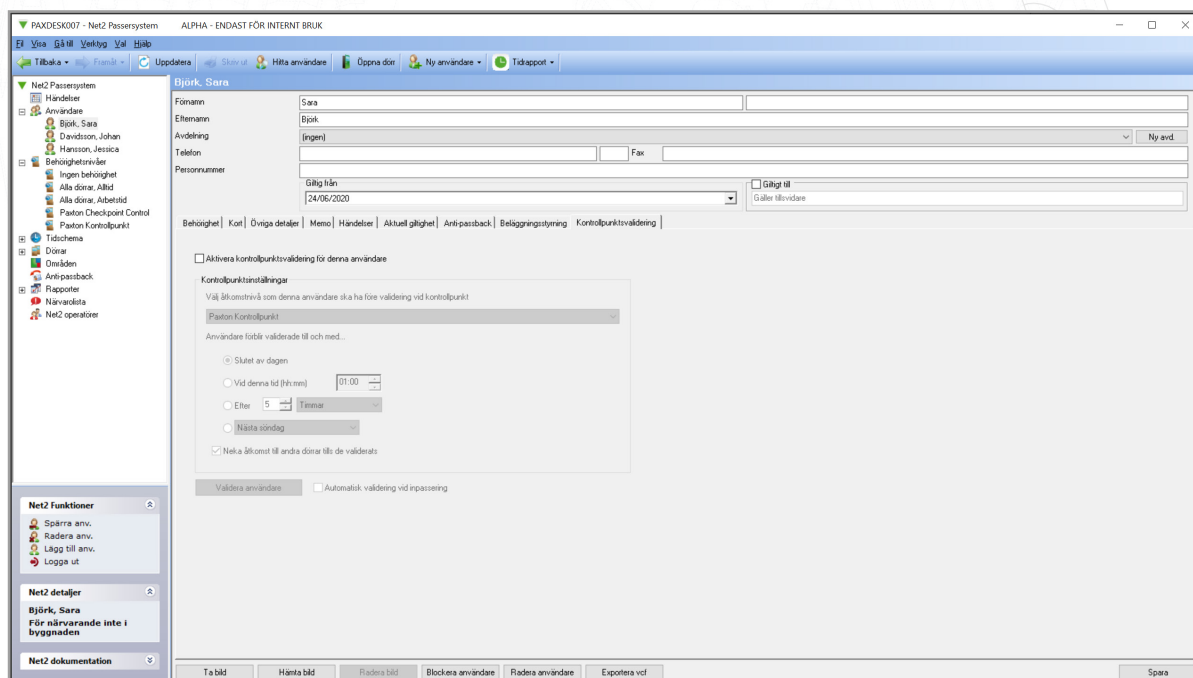 PAXDESK007 - Net2 Passersystem ALPHA - ENDAST FÖR INTERNT BRUK
Fil Visa Gå till Verktyg Val Hjälp
Tillbaka Framåt Uppdatera Skriv ut Hitta användare Öppna dörr Ny användare Tidrapport
Net2 Passersystem
Händelser
Användare
Björk, Sara
Davidsson, Johan
Hansson, Jessica
Behörighetsnivåer
Ingen behörighet
Alla dörrar, Alltid
Alla dörrar, Arbetstid
Paxton Checkpoint Control
Paxton Kontrollpunkt
Tidschema
Dörrar
Områden
Anti-passback
Rapporter
Närvarolista
Net2 operatörer
Net2 Funktioner
Spärra anv.
Radera anv.
Lägg till anv.
Logga ut
Net2 detaljer
Björk, Sara
För närvarande inte i
byggnaden
Net2 dokumentation
Björk, Sara
Förnamn Sara
Efternamn Björk
Avdelning (ingen) Ny avd.
Telefon Fax
Personnummer
Giltig från Giltigt till
24/06/2020 Gäller tillsvidare
Behörighet Kort Övriga detaljer Memo Händelser Aktuell giltighet Anti-passback Beläggningsstyrning Kontrollpunktsvalidering
Aktivera kontrollpunktsvalidering för denna användare
Kontrollpunktsinställningar
Välj åtkomstnivå som denna användare ska ha före validering vid kontrollpunkt
Paxton Kontrollpunkt
Användare förblir validerade till och med...
Slutet av dagen
Vid denna tid (hh:mm) 01:00
Efter 5 Timmar
Nästa söndag
Neka åtkomst till andra dörrar tills de validerats
Validera användare Automatisk validering vid inpassering
Ta bild Hämta bild Radera bild Blockera användare Radera användare Exportera vcf Spara